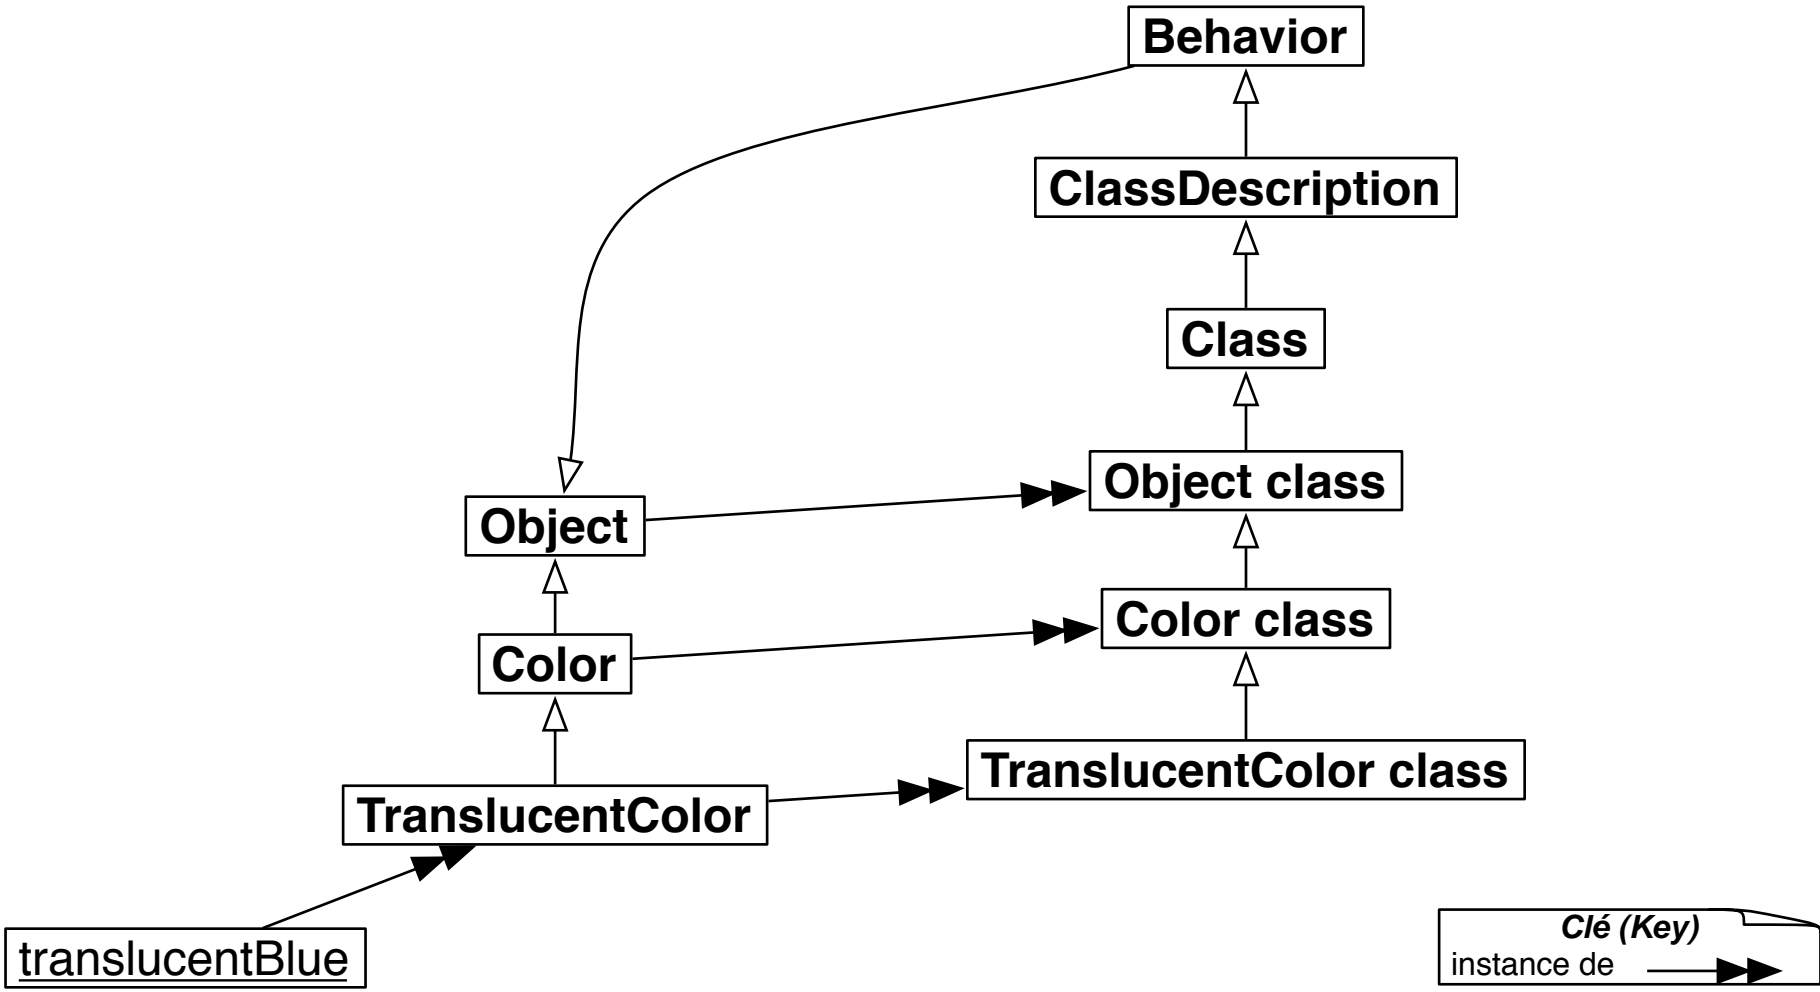 Behavior
ClassDescription
Class
Object class
Object
Color class
Color
TranslucentColor class
TranslucentColor
translucentBlue
Clé (Key)
instance de